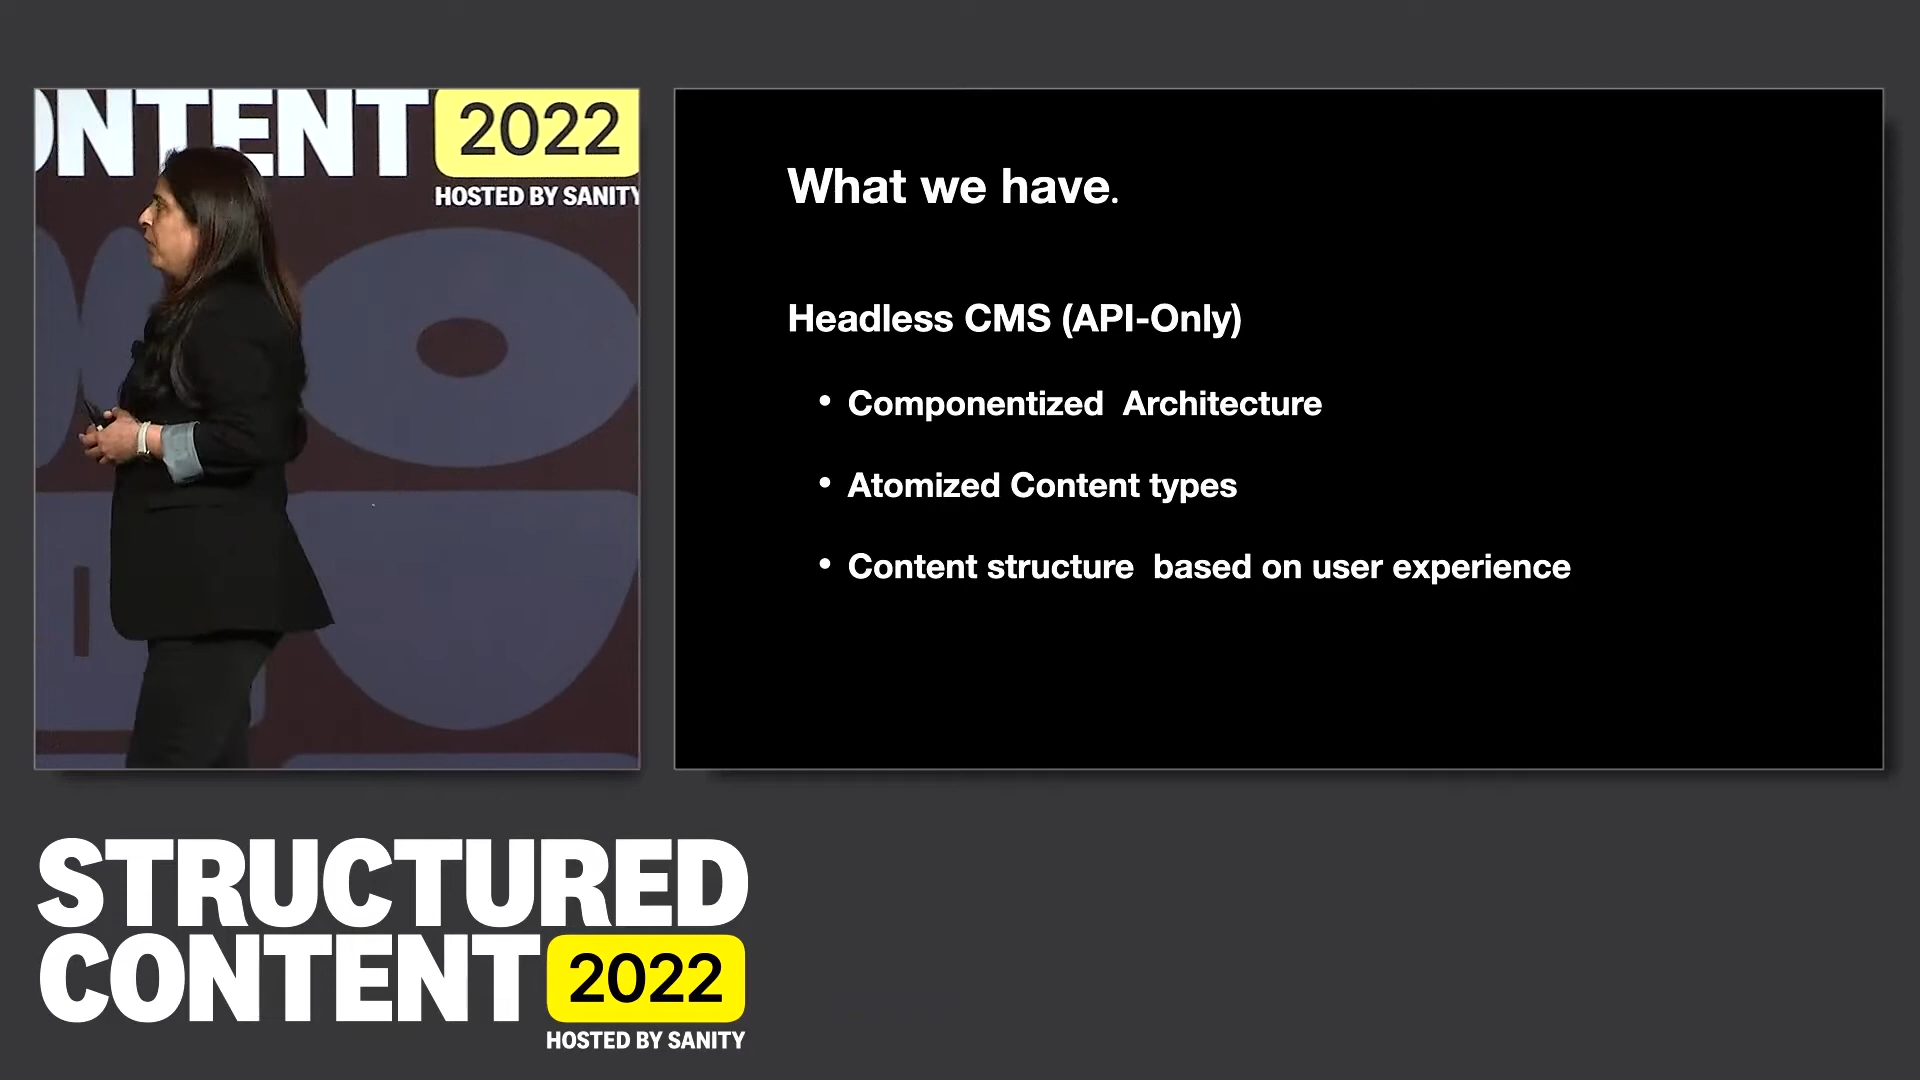 ONTENT 2022
HOSTED BY SANITY
What we have.
Headless CMS (API-Only)
• Componentized  Architecture
• Atomized Content types
• Content structure  based on user experience
STRUCTURED
CONTENT 2022
HOSTED BY SANITY